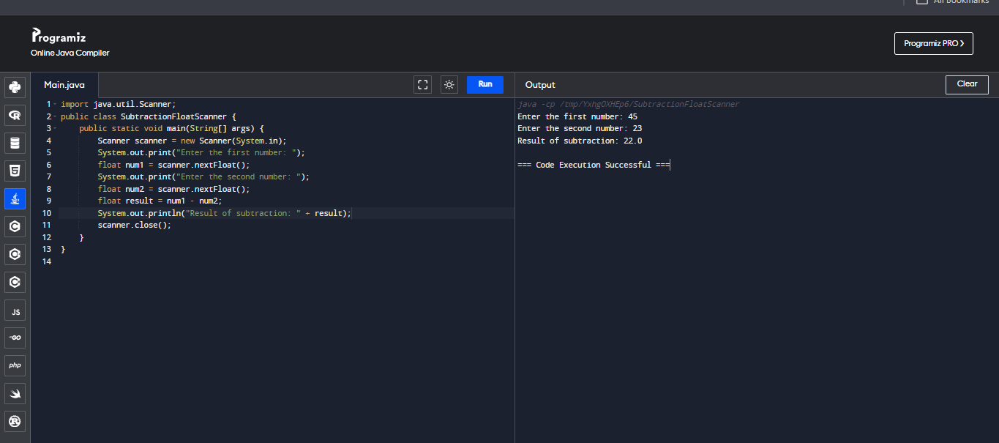 All Bookmarks
Programiz
Online Java Compiler
Programiz PRO ›
Main.java
Run
Output
Clear
1 import java.util.Scanner;
2 public class SubtractionFloatScanner {
3 public static void main(String[] args) {
4 Scanner scanner = new Scanner(System.in);
5 System.out.print("Enter the first number: ");
6 float num1 = scanner.nextFloat();
7 System.out.print("Enter the second number: ");
8 float num2 = scanner.nextFloat();
9 float result = num1 - num2;
10 System.out.println("Result of subtraction: " + result);
11 scanner.close();
12 }
13 }
14
java -cp /tmp/YxhgOXHEp6/SubtractionFloatScanner
Enter the first number: 45
Enter the second number: 23
Result of subtraction: 22.0
=== Code Execution Successful ===
JS
GO
php